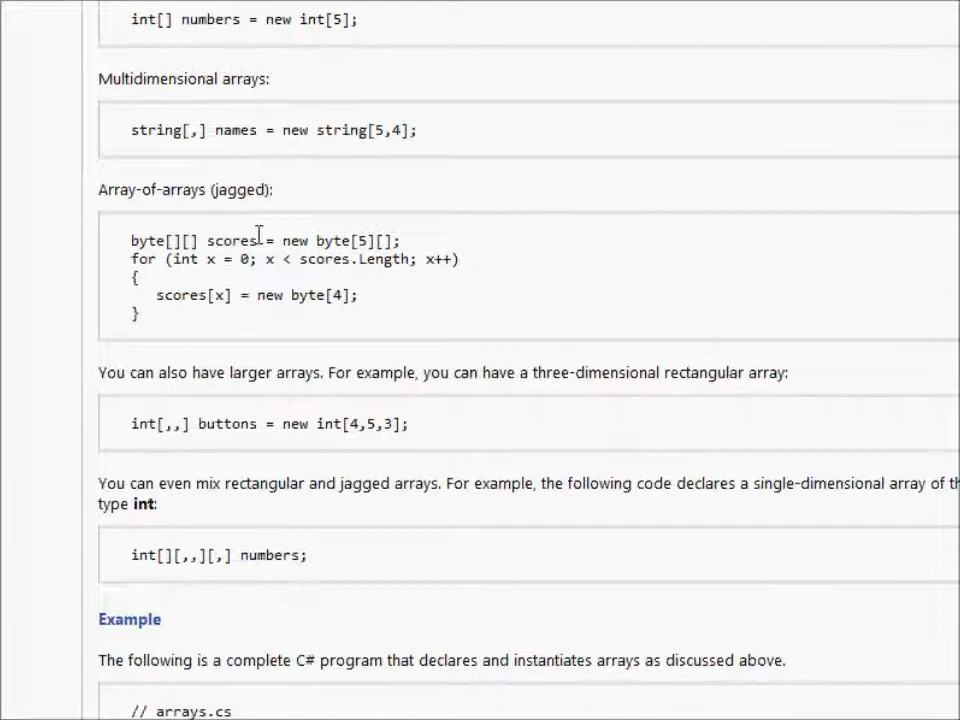 int[] numbers = new int[5];
Multidimensional arrays:
string[,] names = new string[5,4];
Array-of-arrays (jagged):
byte[][] scores = new byte[5][];
for (int x = 0; x < scores.Length; x++)
{
scores[x] = new byte[4];
}
You can also have larger arrays. For example, you can have a three-dimensional rectangular array:
int[,,] buttons = new int[4,5,3];
You can even mix rectangular and jagged arrays. For example, the following code declares a single-dimensional array of
type int:
int[][,,][,] numbers;
Example
The following is a complete C# program that declares and instantiates arrays as discussed above.
// arrays.cs